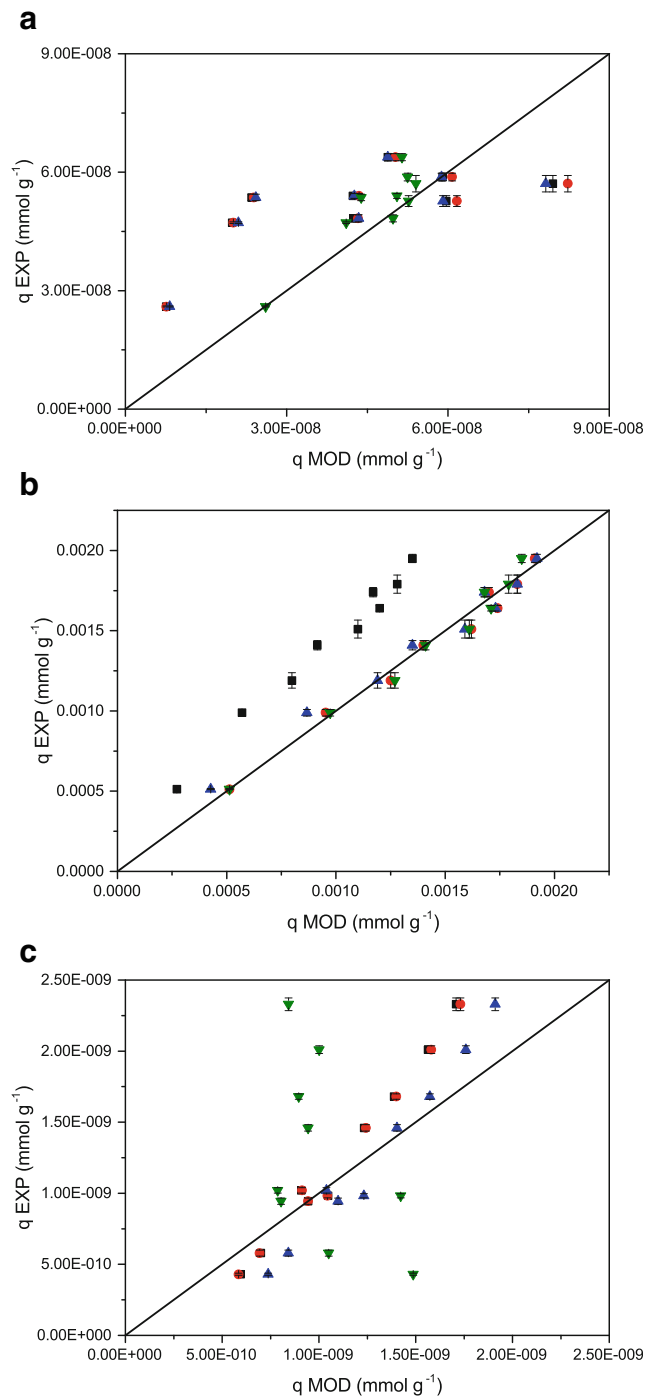 a
9.00E-008
6.00E-008
3.00E-008
0.00E+000
q EXP (mmol g-1)
0.00E+000 3.00E-008 6.00E-008 9.00E-008
q MOD (mmol g-1)
b
0.0020
0.0015
0.0010
0.0005
0.0000
q EXP (mmol g-1)
0.0000 0.0005 0.0010 0.0015 0.0020
q MOD (mmol g-1)
c
2.50E-009
2.00E-009
1.50E-009
1.00E-009
5.00E-010
0.00E+000
q EXP (mmol g-1)
0.00E+000 5.00E-010 1.00E-009 1.50E-009 2.00E-009 2.50E-009
q MOD (mmol g-1)